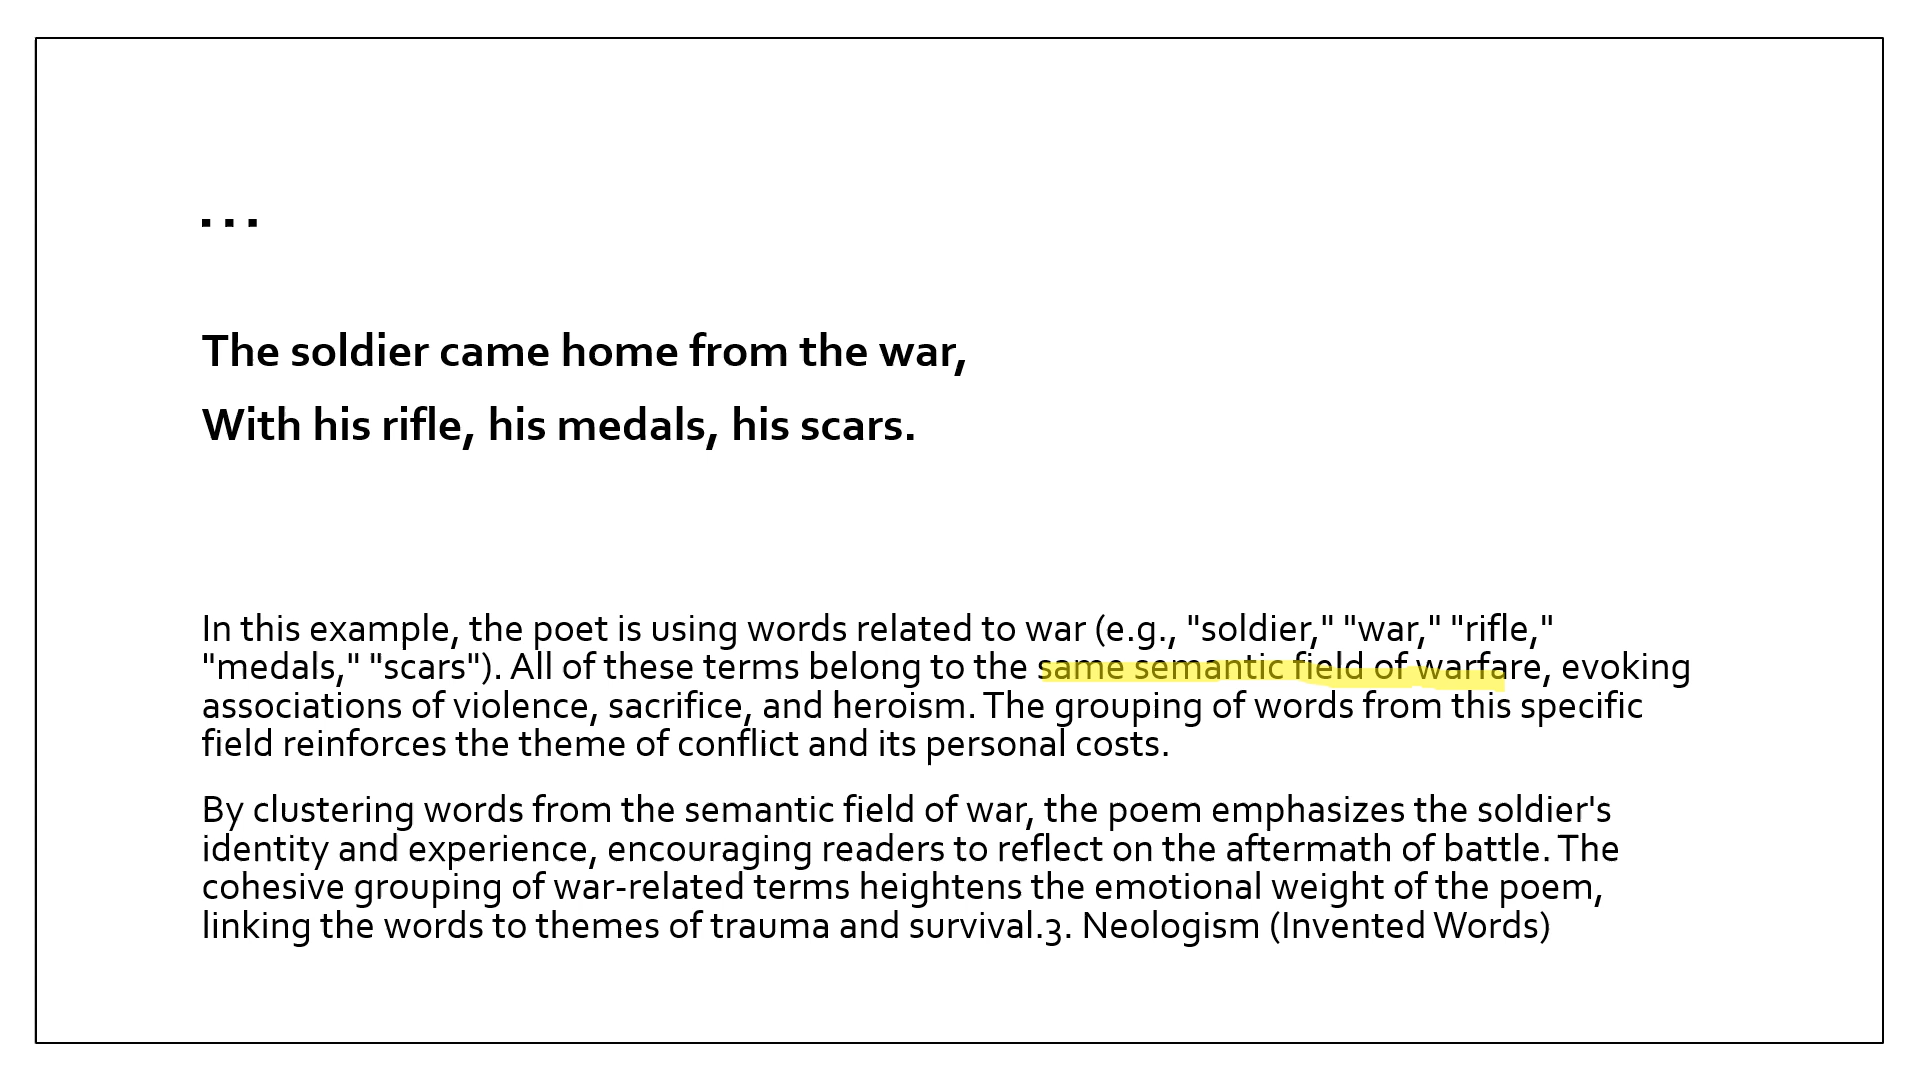 ...
The soldier came home from the war,
With his rifle, his medals, his scars.
In this example, the poet is using words related to war (e.g., "soldier," "war," "rifle,"
"medals," "scars"). All of these terms belong to the same semantic field of warfare, evoking
associations of violence, sacrifice, and heroism. The grouping of words from this specific
field reinforces the theme of conflict and its personal costs.
By clustering words from the semantic field of war, the poem emphasizes the soldier's
identity and experience, encouraging readers to reflect on the aftermath of battle. The
cohesive grouping of war-related terms heightens the emotional weight of the poem,
linking the words to themes of trauma and survival.3. Neologism (Invented Words)